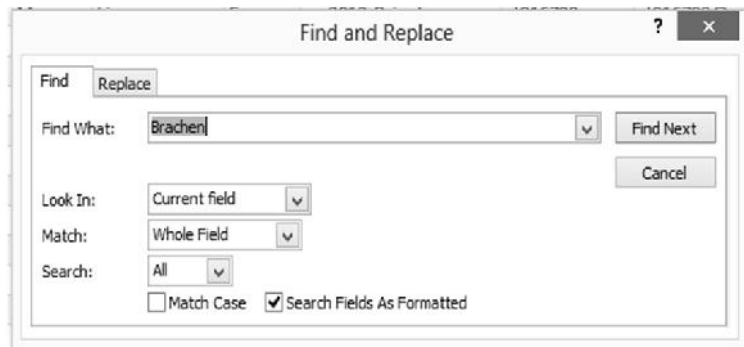 Find and Replace ? ×
Find Replace
Find What: Brachen Find Next
Cancel
Look In: Current field
Match: Whole Field
Search: All
Match Case Search Fields As Formatted